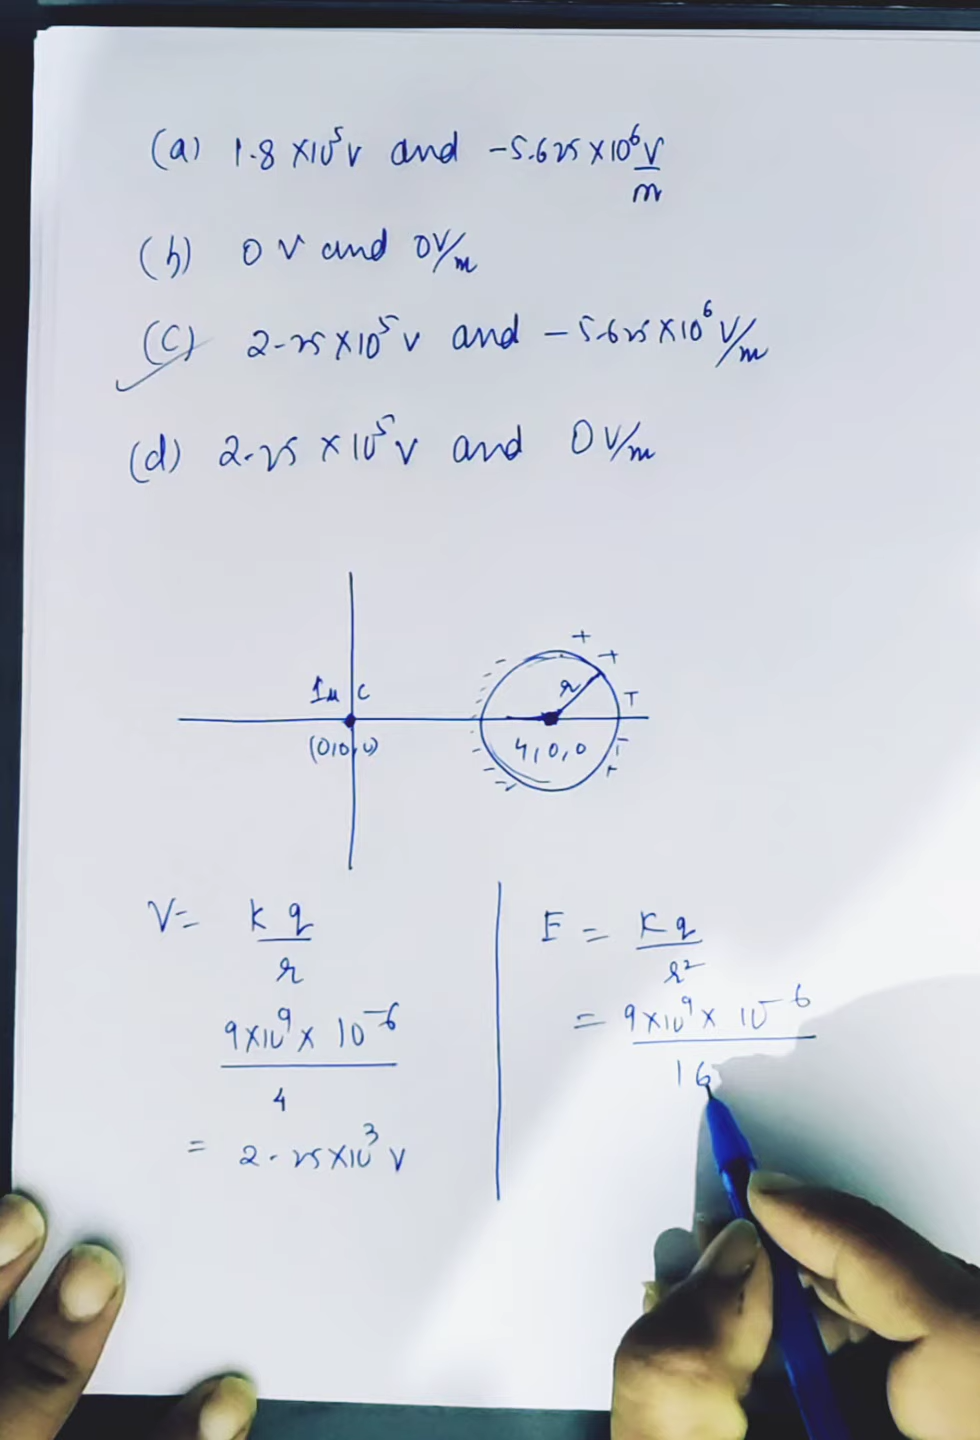 (a) 1.8 × 10⁵ V and -5.625 × 10⁶ V/m
(b) 0 V and 0 V/m
(C) 2.25 × 10⁵ V and -5.625 × 10⁶ V/m
(d) 2.25 × 10⁵ V and 0 V/m
+
+
1μ C
r
(0,0,0)
4,0,0
V = Kq/r
E = Kq/r²
9×10⁹ × 10⁻⁶/4
= 9×10⁹ × 10⁻⁶/16
= 2.25 × 10³ V